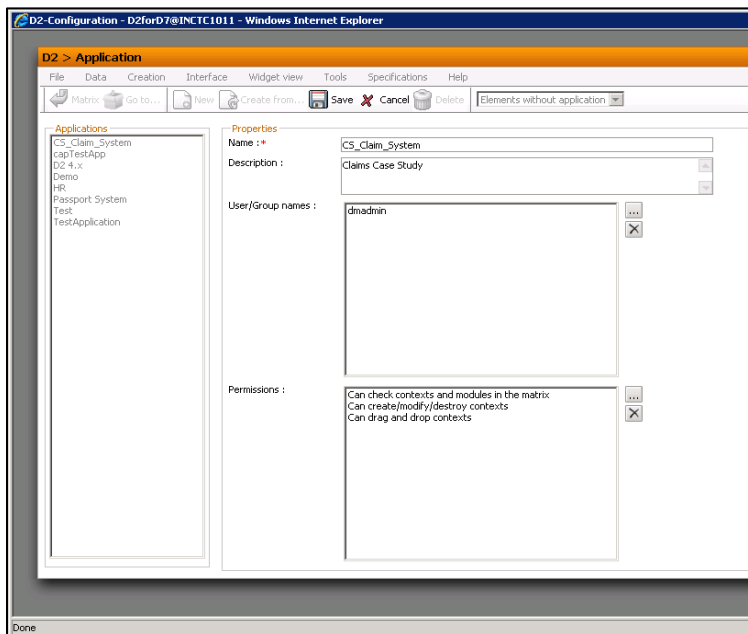 D2-Configuration - D2forD7@INCTC1011 - Windows Internet Explorer
D2 > Application
File Data Creation Interface Widget view Tools Specifications Help
Matrix Go to... New Create from... Save Cancel Delete Elements without application
Applications
CS_Claim_System
capTestApp
D2 4.x
Demo
HR
Passport System
Test
TestApplication
Properties
Name :* CS_Claim_System
Description : Claims Case Study
User/Group names : dmadmin
...
Permissions : Can check contexts and modules in the matrix
...
Can create/modify/destroy contexts
Can drag and drop contexts
Done